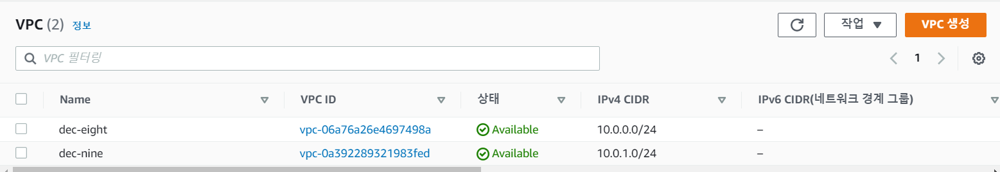 VPC (2) 정보
작업 VPC 생성
VPC 필터링
1
Name VPC ID 상태 IPv4 CIDR IPv6 CIDR(네트워크 경계 그룹)
dec-eight vpc-06a76a26e4697498a Available 10.0.0.0/24 –
dec-nine vpc-0a392289321983fed Available 10.0.1.0/24 –